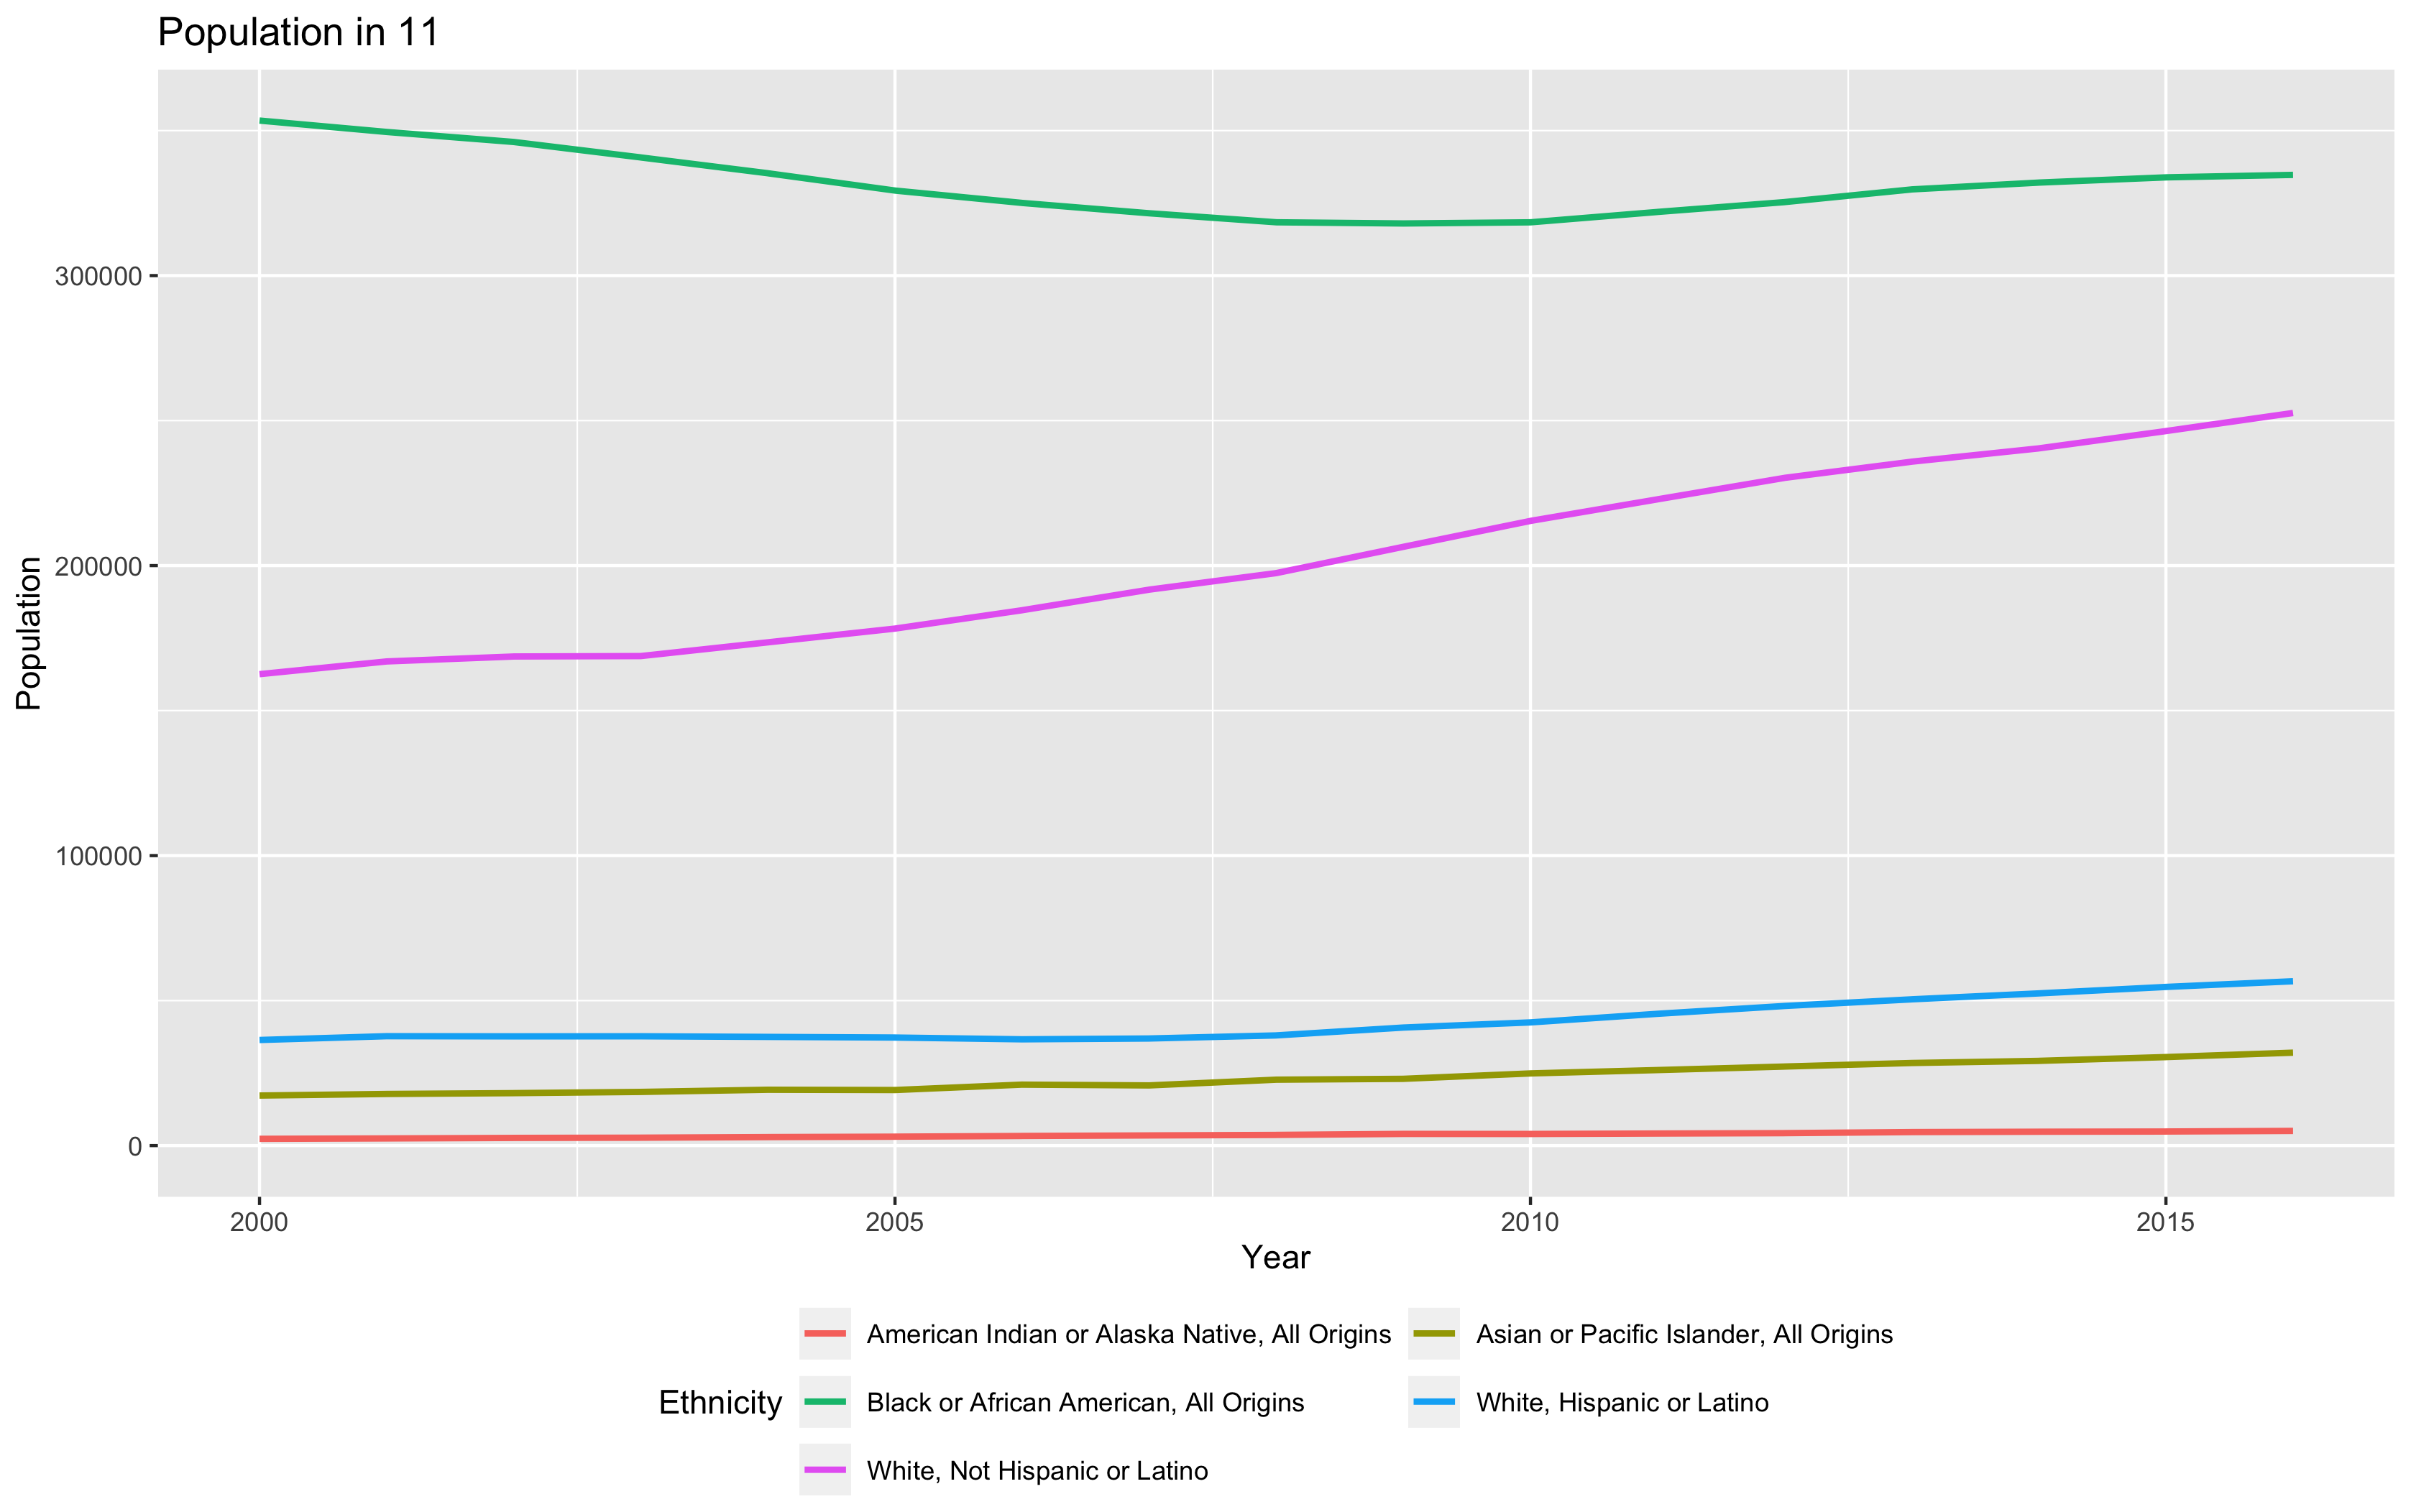 Population in 11
Population
300000
200000
100000
0
2000 2005 2010 2015
Year
Ethnicity
American Indian or Alaska Native, All Origins
Asian or Pacific Islander, All Origins
Black or African American, All Origins
White, Hispanic or Latino
White, Not Hispanic or Latino